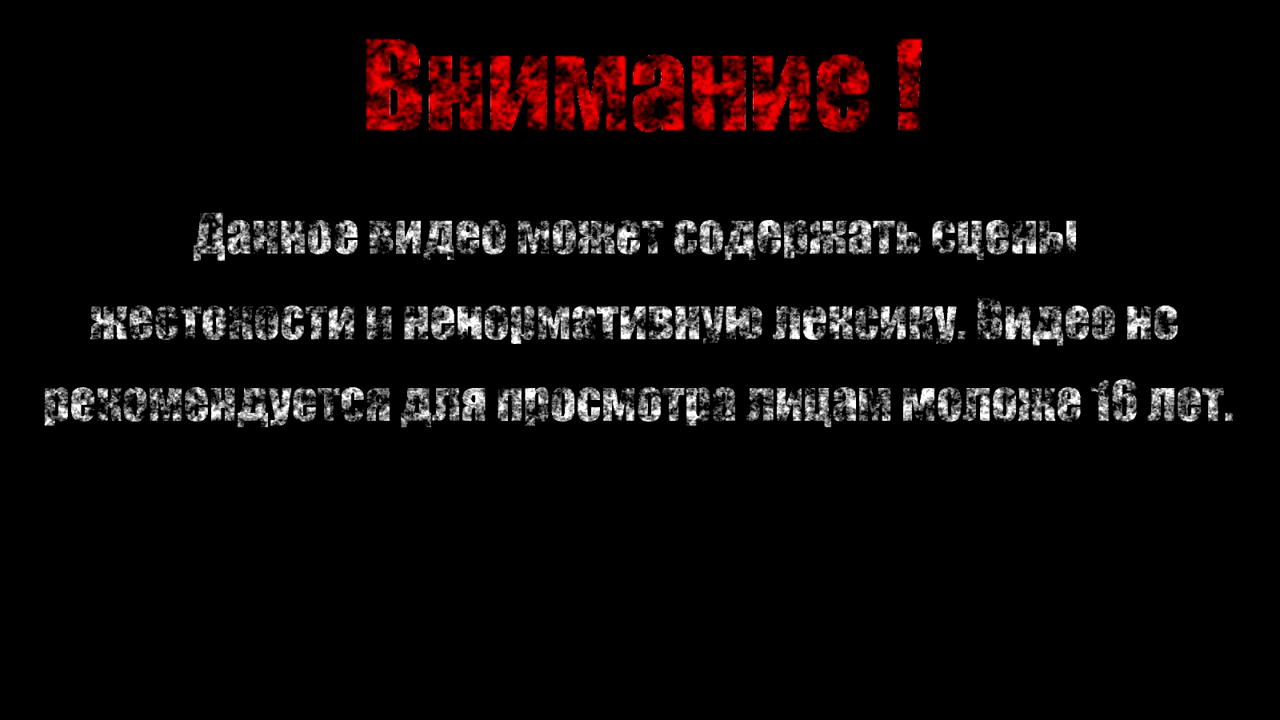 Внимание !
Данное видео может содержать сцены
жестокости и ненормативную лексику. Видео не
рекомендуется для просмотра лицам моложе 16 лет.